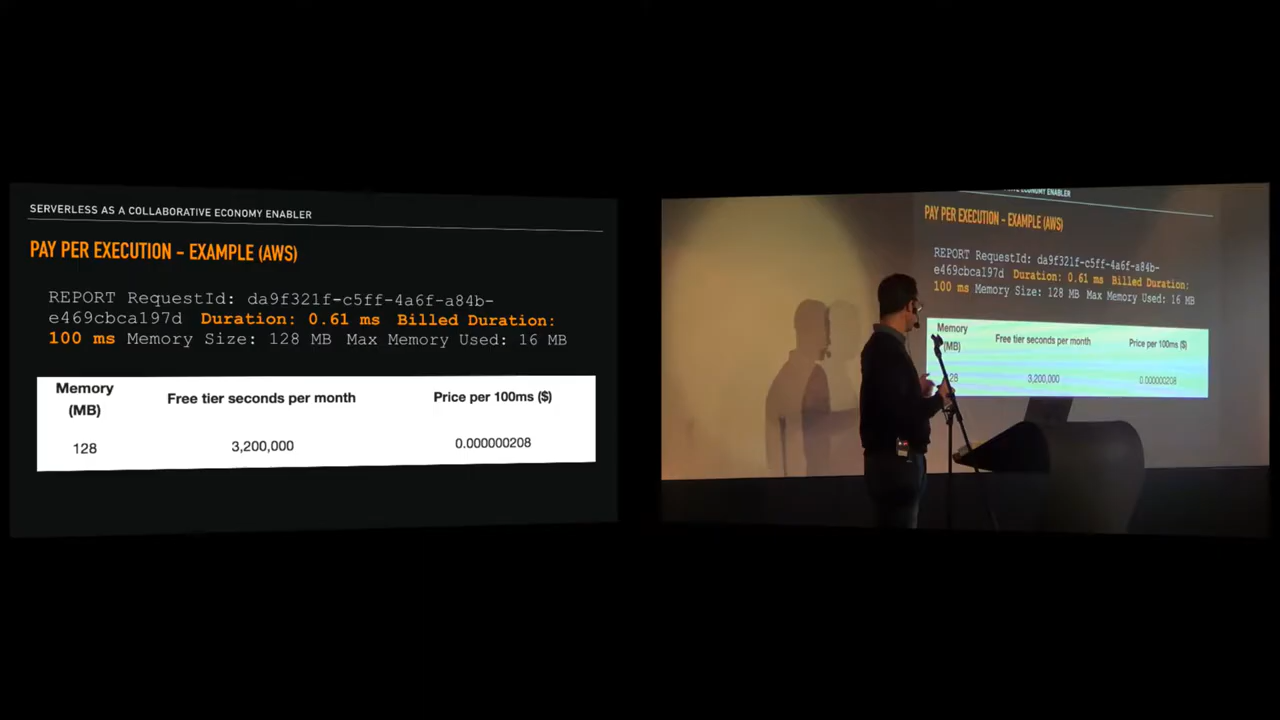 SERVERLESS AS A COLLABORATIVE ECONOMY ENABLER
PAY PER EXECUTION – EXAMPLE (AWS)
REPORT RequestId: da9f321f-c5ff-4a6f-a84b-
e469cbca197d Duration: 0.61 ms Billed Duration:
100 ms Memory Size: 128 MB Max Memory Used: 16 MB
Memory (MB) Free tier seconds per month Price per 100ms ($)
128 3,200,000 0.000000208
ECONOMY ENABLER
PAY PER EXECUTION – EXAMPLE (AWS)
REPORT RequestId: da9f321f-c5ff-4a6f-a84b-
e469cbca197d Duration: 0.61 ms Billed Duration:
100 ms Memory Size: 128 MB Max Memory Used: 16 MB
Memory (MB) Free tier seconds per month Price per 100ms ($)
28 3,200,000 0.000000208